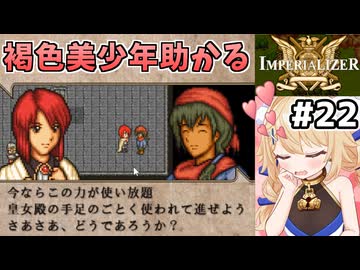 褐色美少年助かる
IMPERIALIZER
#22
今ならこの力が使い放題
皇女殿の手足のごとく使われて進ぜよう
さあさあ、どうであろうか?